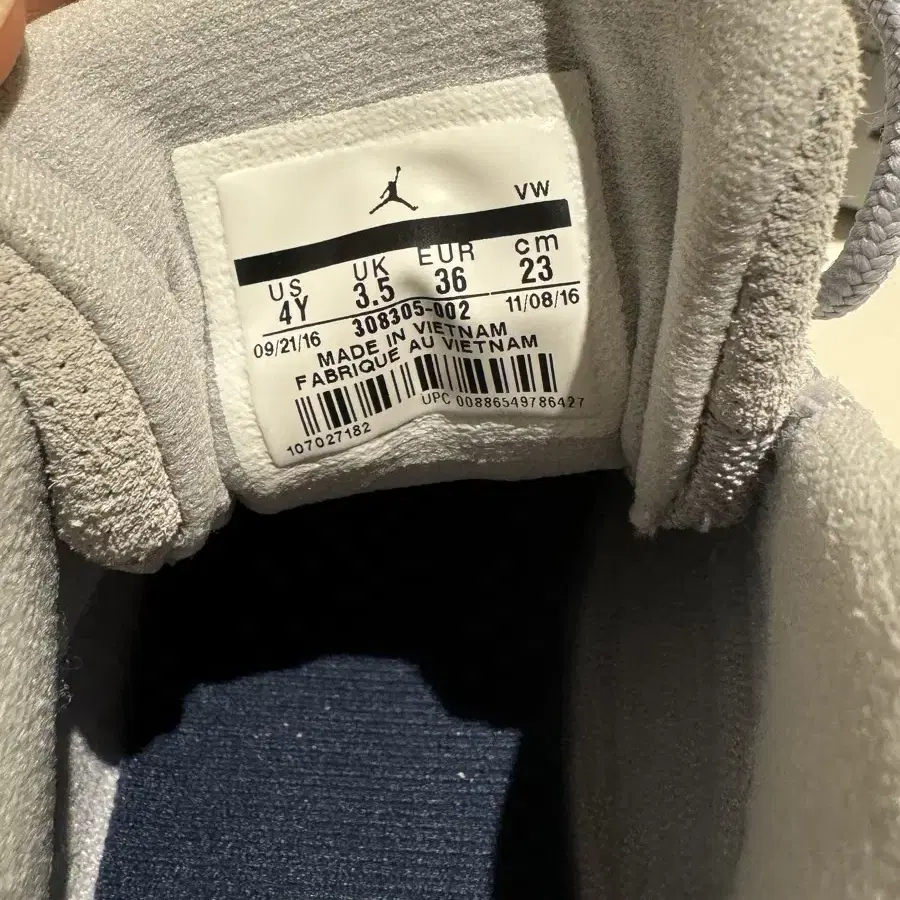 VW
US UK EUR cm
4Y 3.5 36 23
09/21/16 308305-002 11/08/16
MADE IN VIETNAM
FABRIQUE AU VIETNAM
UPC 00886549786427
107027182